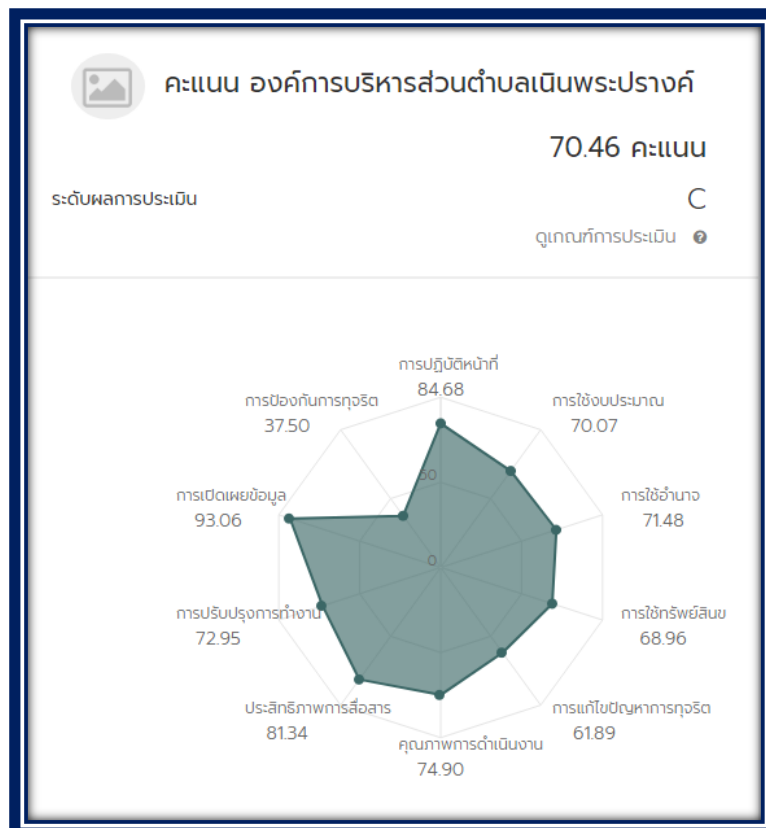 คะแนน องค์การบริหารส่วนตำบลเนินพระปรางค์
70.46 คะแนน
ระดับผลการประเมิน
C
ดูเกณฑ์การประเมิน
การปฏิบัติหน้าที่
84.68
การป้องกันการทุจริต
37.50
การใช้งบประมาณ
70.07
50
การเปิดเผยข้อมูล
93.06
การใช้อำนาจ
71.48
0
การปรับปรุงการทำงาน
72.95
การใช้ทรัพย์สินข
68.96
ประสิทธิภาพการสื่อสาร
81.34
การแก้ไขปัญหาการทุจริต
61.89
คุณภาพการดำเนินงาน
74.90